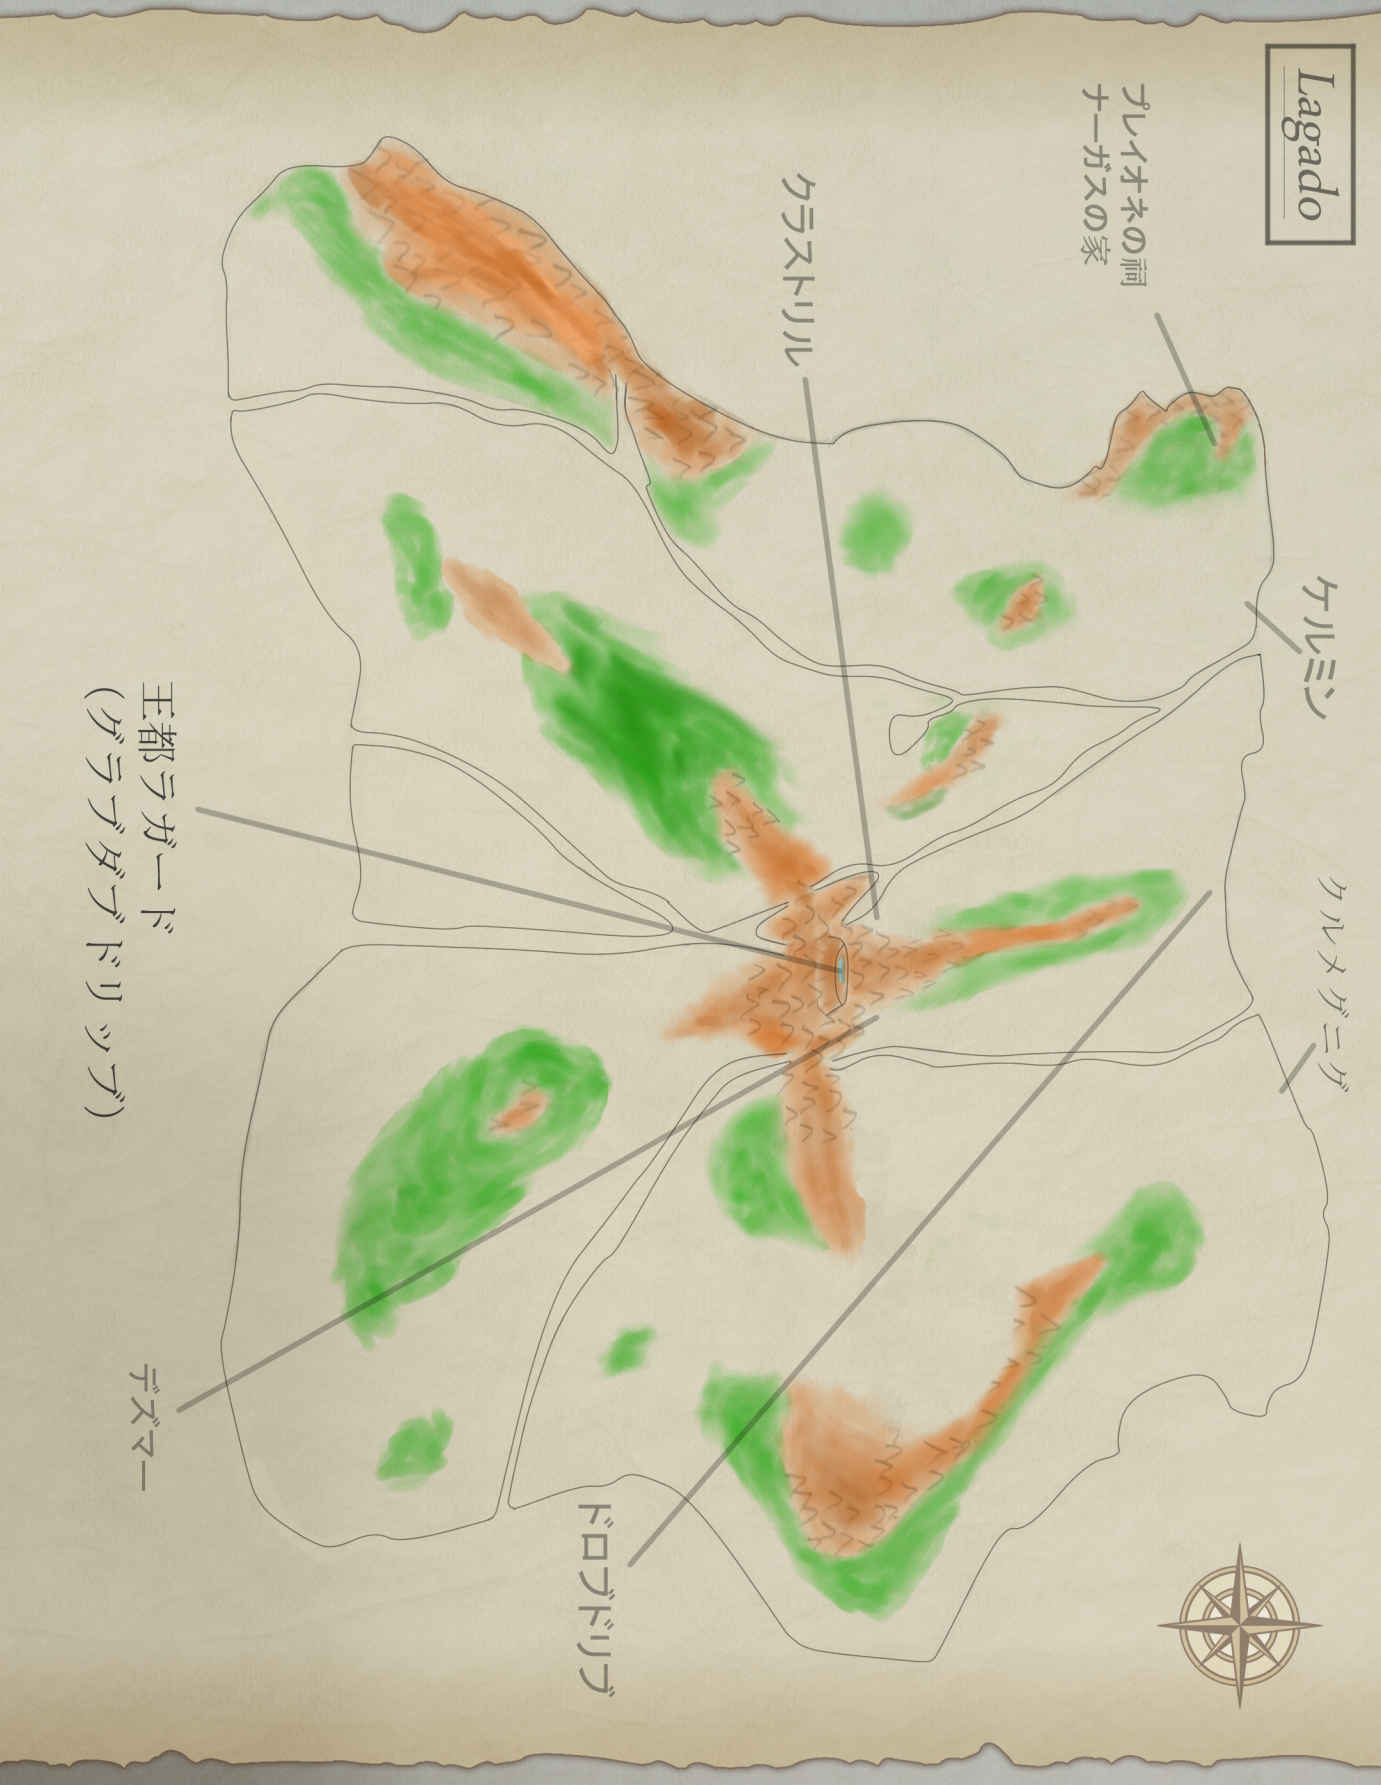 Lagado
プレイオネの祠
ナーガスの家
クラストリル
ケルミン
クルメグニグ
王都ラガード
（グラブダブドリップ）
デズマー
ドロブドリブ